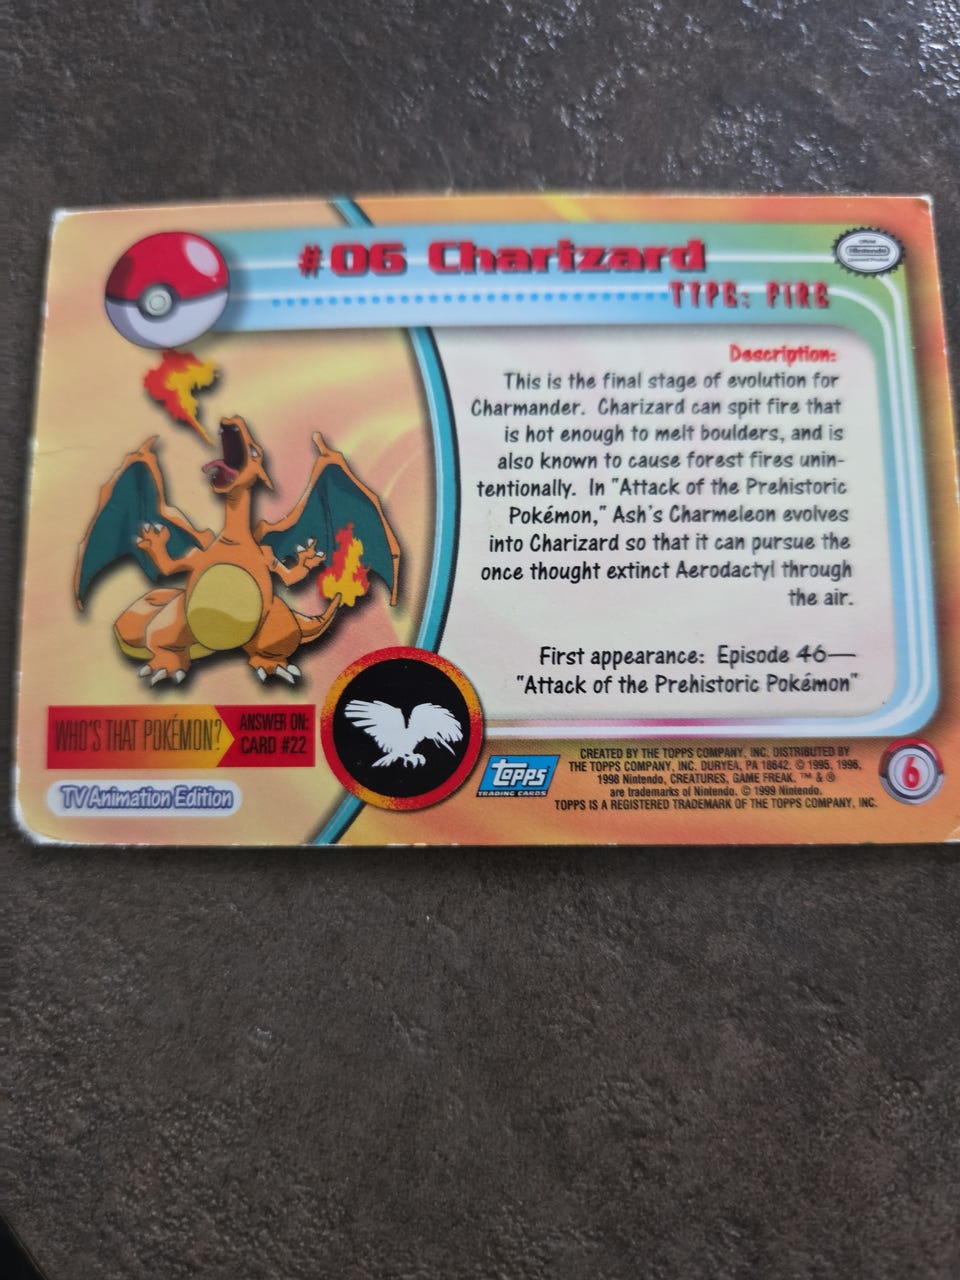 #06 Charizard
TYPE: FIRE
Official
Nintendo
Licensed Product
Description:
This is the final stage of evolution for
Charmander. Charizard can spit fire that
is hot enough to melt boulders, and is
also known to cause forest fires unin-
tentionally. In "Attack of the Prehistoric
Pokémon," Ash's Charmeleon evolves
into Charizard so that it can pursue the
once thought extinct Aerodactyl through
the air.
First appearance: Episode 46—
"Attack of the Prehistoric Pokémon"
WHO'S THAT POKÉMON?
ANSWER ON:
CARD #22
TV Animation Edition
topps
TRADING CARDS
CREATED BY THE TOPPS COMPANY, INC. DISTRIBUTED BY
THE TOPPS COMPANY, INC. DURYEA, PA 18642. © 1995, 1996,
1998 Nintendo, CREATURES, GAME FREAK. ™ & ®
are trademarks of Nintendo. © 1999 Nintendo.
TOPPS IS A REGISTERED TRADEMARK OF THE TOPPS COMPANY, INC.
6